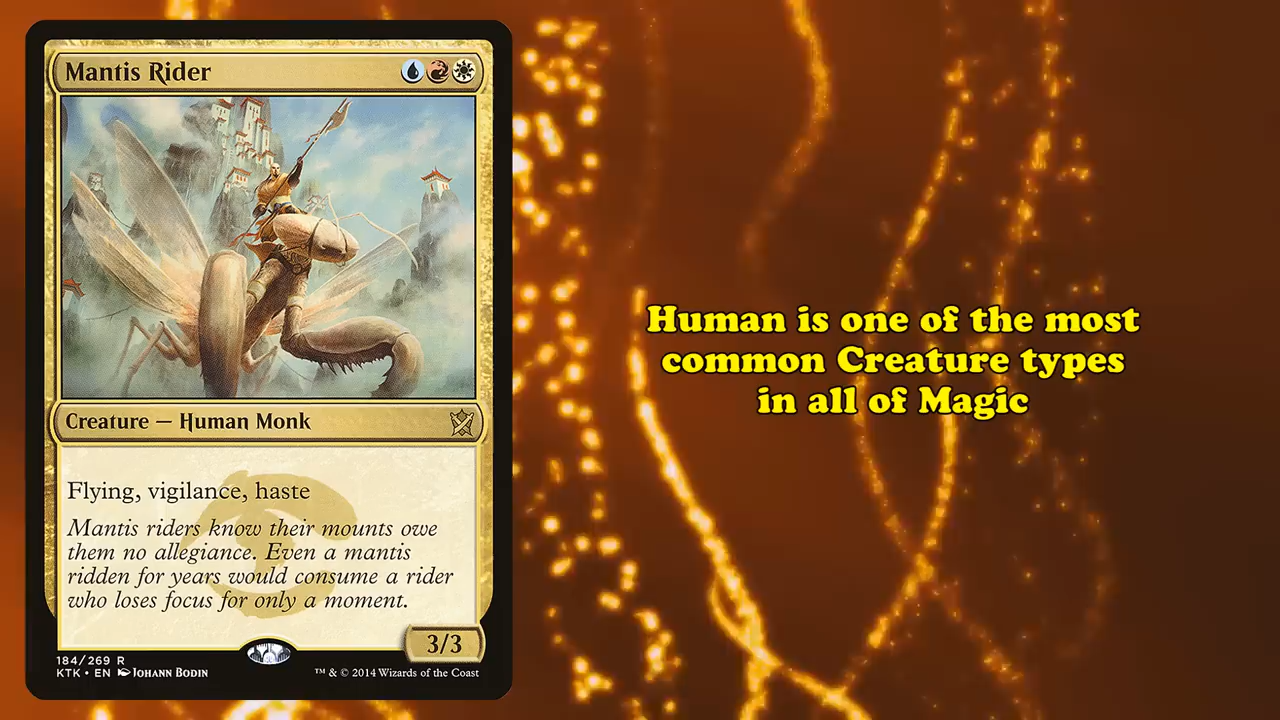 Mantis Rider
Creature — Human Monk
Flying, vigilance, haste
Mantis riders know their mounts owe
them no allegiance. Even a mantis
ridden for years would consume a rider
who loses focus for only a moment.
3/3
184/269 R
KTK • EN Johann Bodin
™ & © 2014 Wizards of the Coast
Human is one of the most
common Creature types
in all of Magic